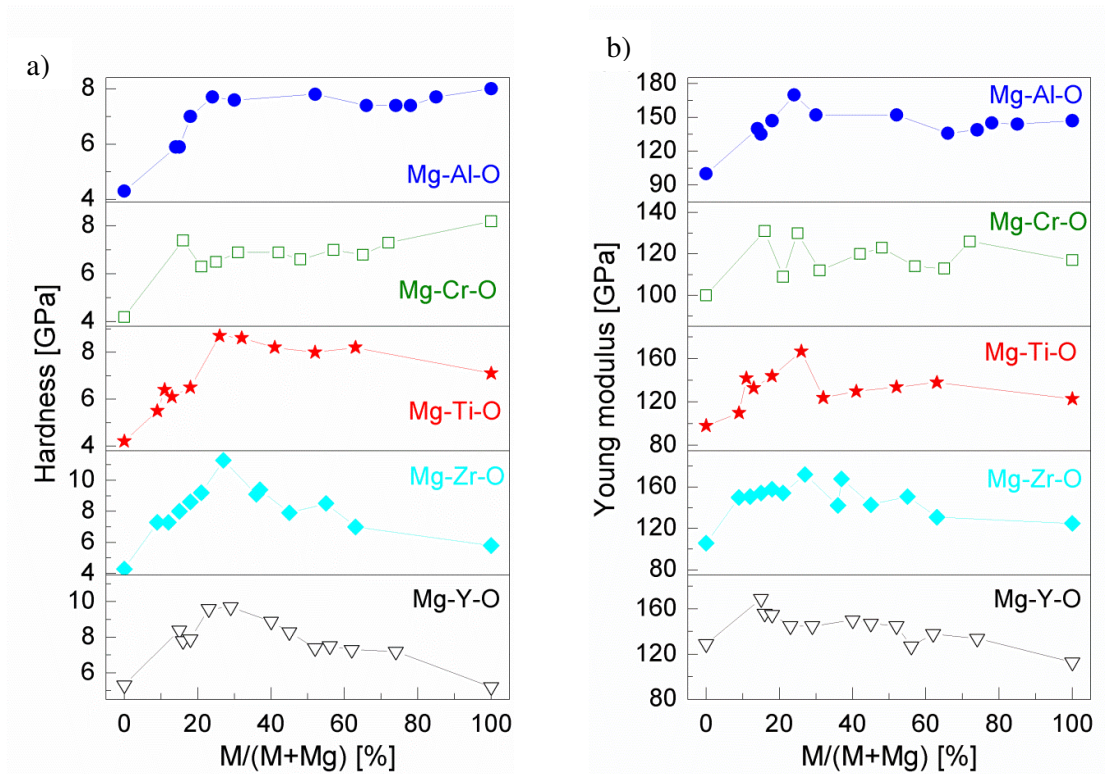 a)
Hardness [GPa]
8
6
4
Mg-Al-O
8
6
4
Mg-Cr-O
8
6
4
Mg-Ti-O
10
8
6
4
Mg-Zr-O
10
8
6
Mg-Y-O
0 20 40 60 80 100
M/(M+Mg) [%]
b)
Young modulus [GPa]
180
150
120
90
Mg-Al-O
140
120
100
Mg-Cr-O
160
120
80
Mg-Ti-O
160
120
80
Mg-Zr-O
160
120
80
Mg-Y-O
0 20 40 60 80 100
M/(M+Mg) [%]